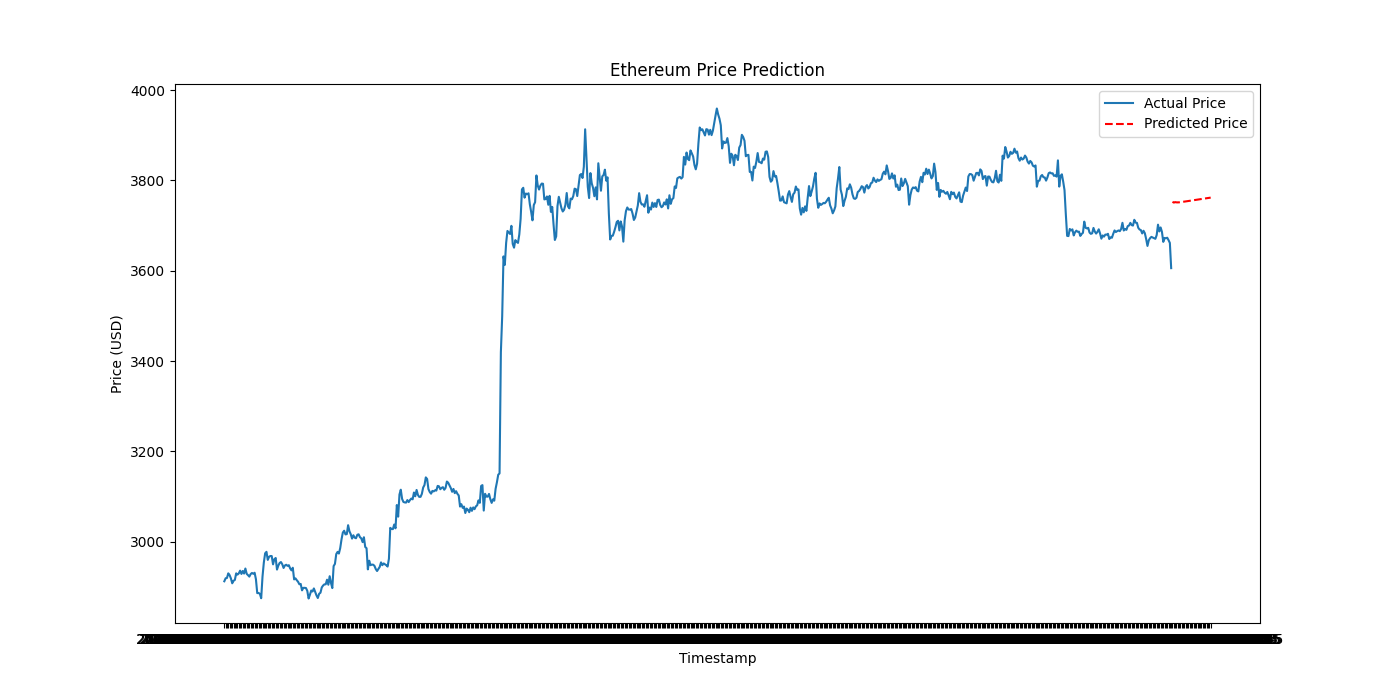 Ethereum Price Prediction
Actual Price
Predicted Price
4000
3800
3600
3400
3200
3000
Price (USD)
Timestamp